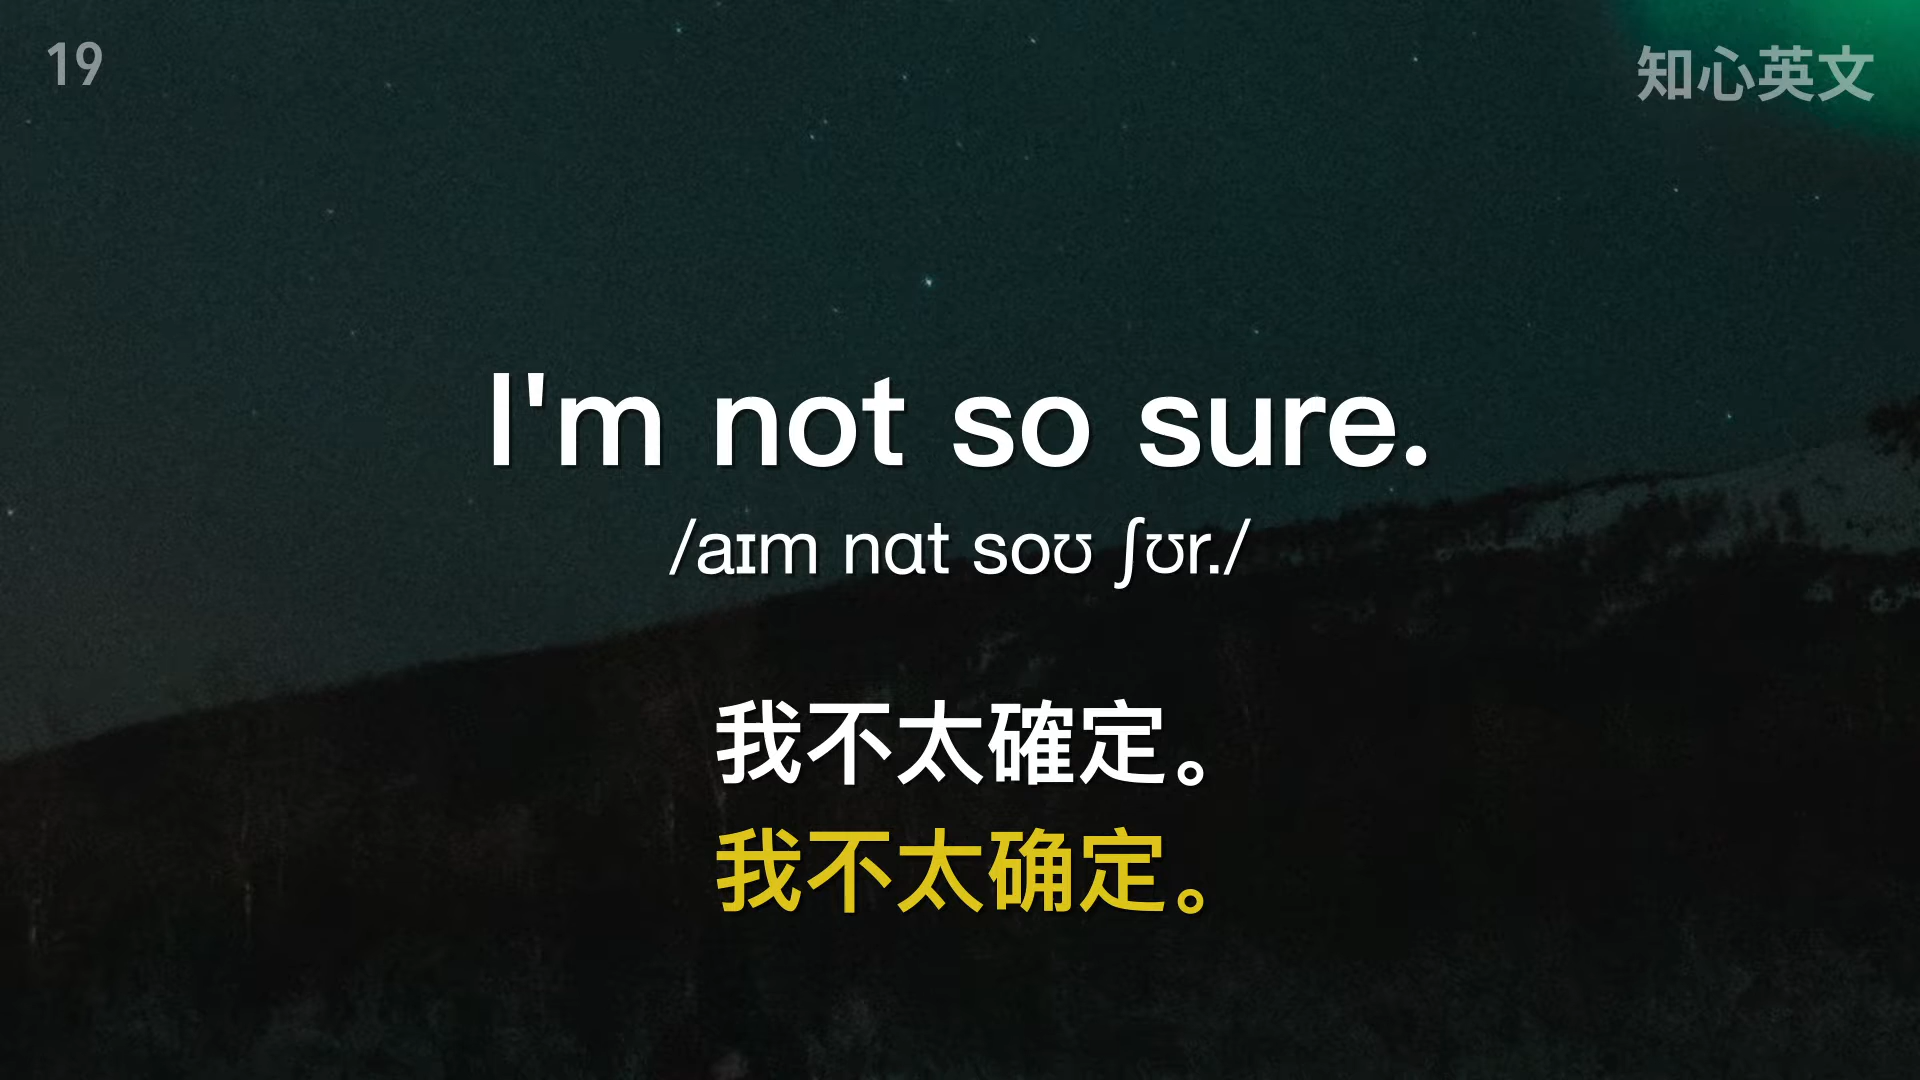 19
知心英文
I'm not so sure.
/aɪm nɑt soʊ ʃʊr./
我不太確定。
我不太确定。